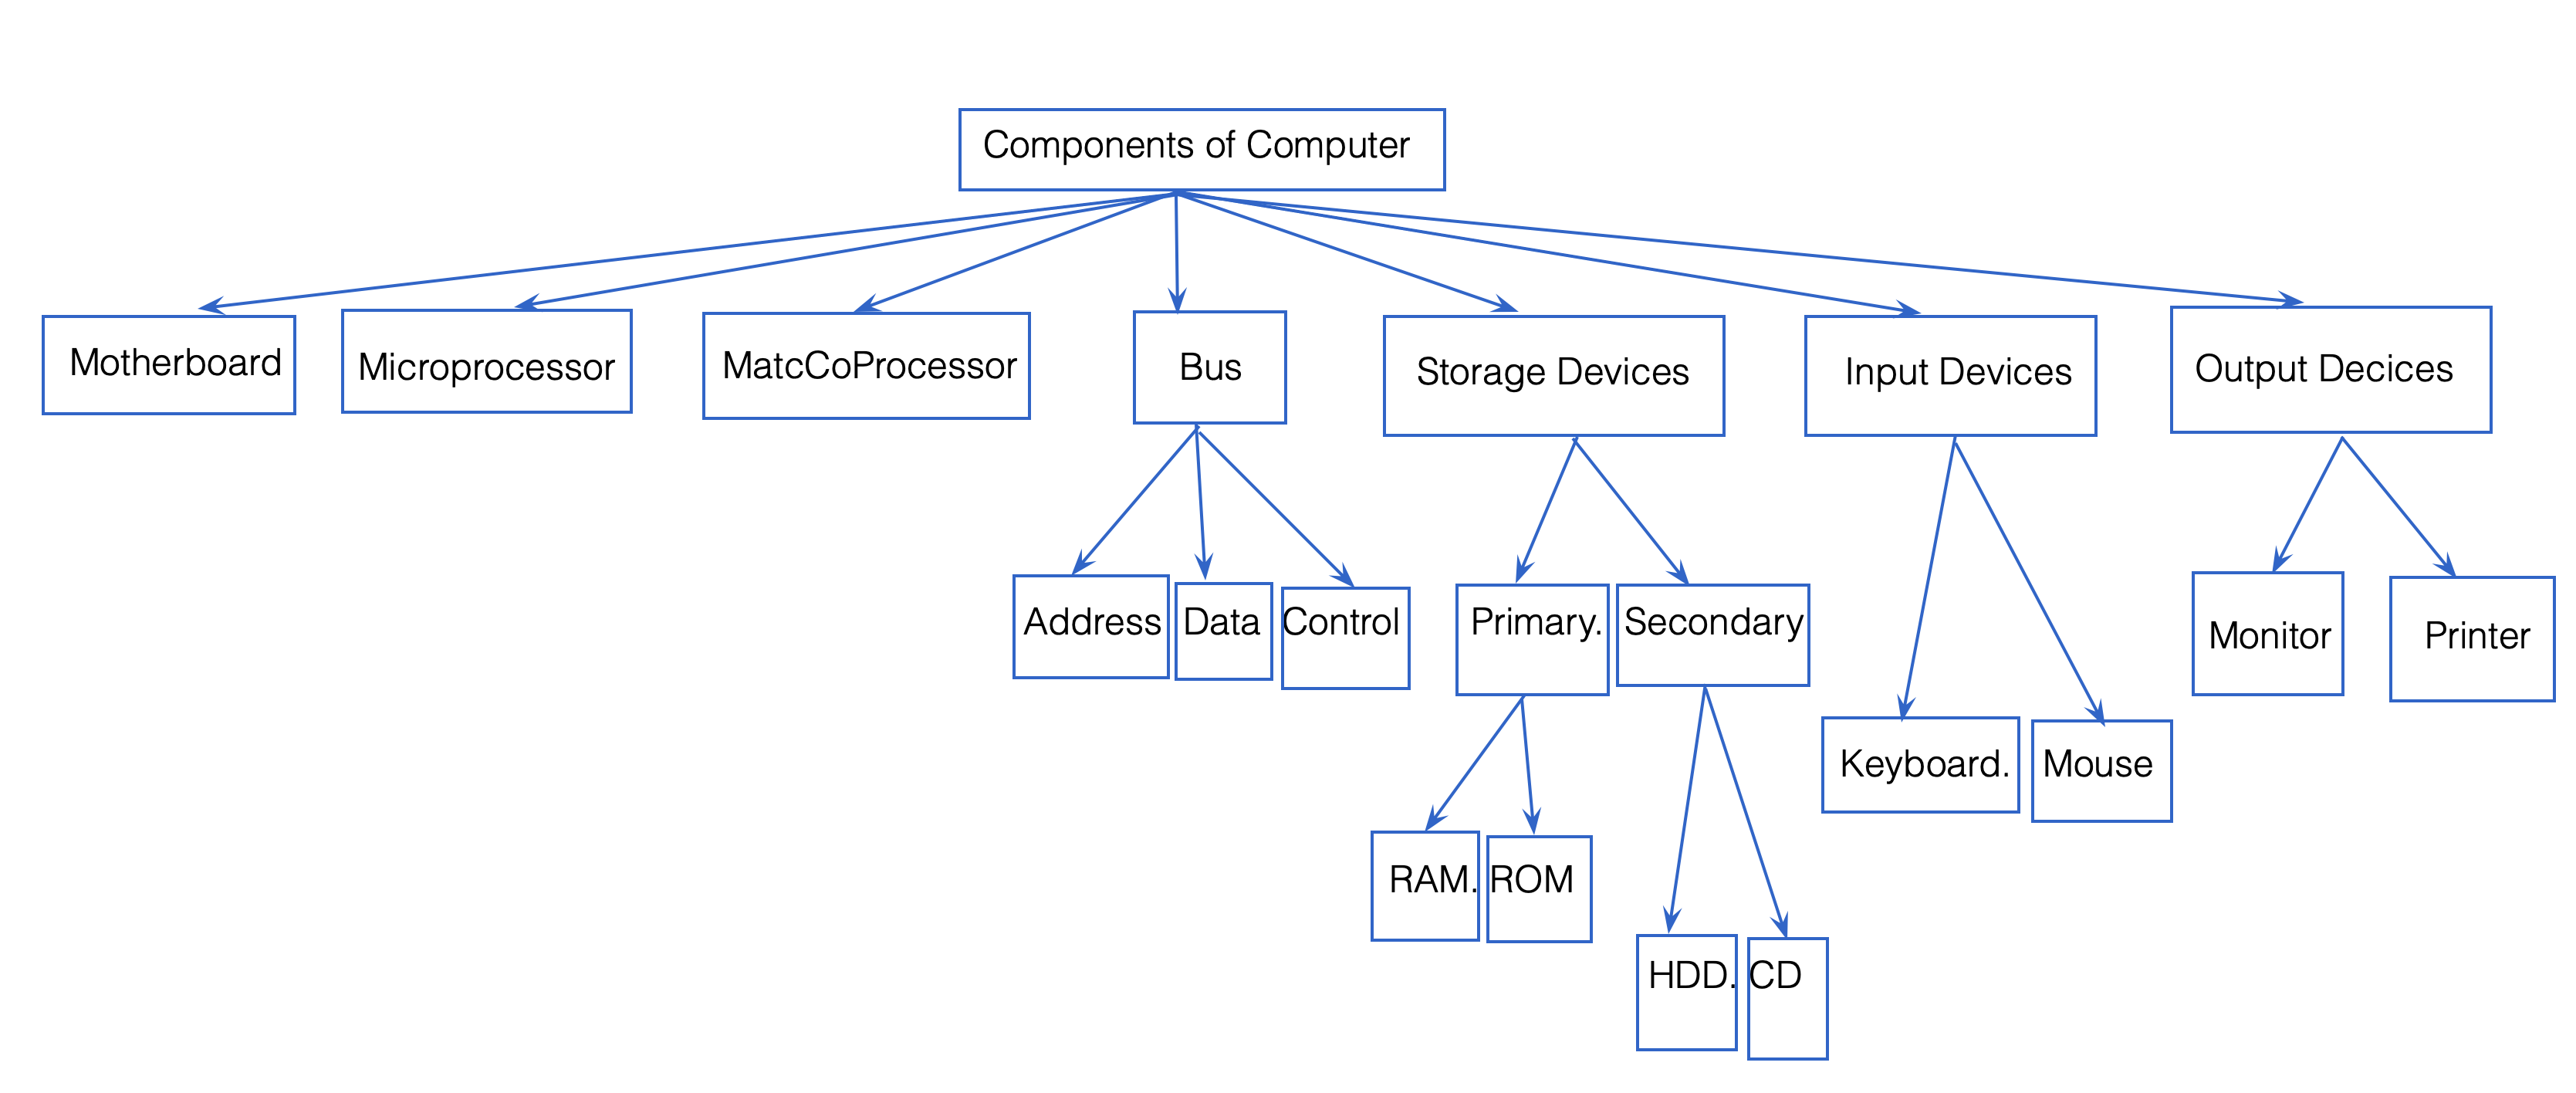 Components of Computer
Motherboard
Microprocessor
MatcCoProcessor
Bus
Storage Devices
Input Devices
Output Decices
Address
Data
Control
Primary.
Secondary
Monitor
Printer
Keyboard.
Mouse
RAM.
ROM
HDD.
CD